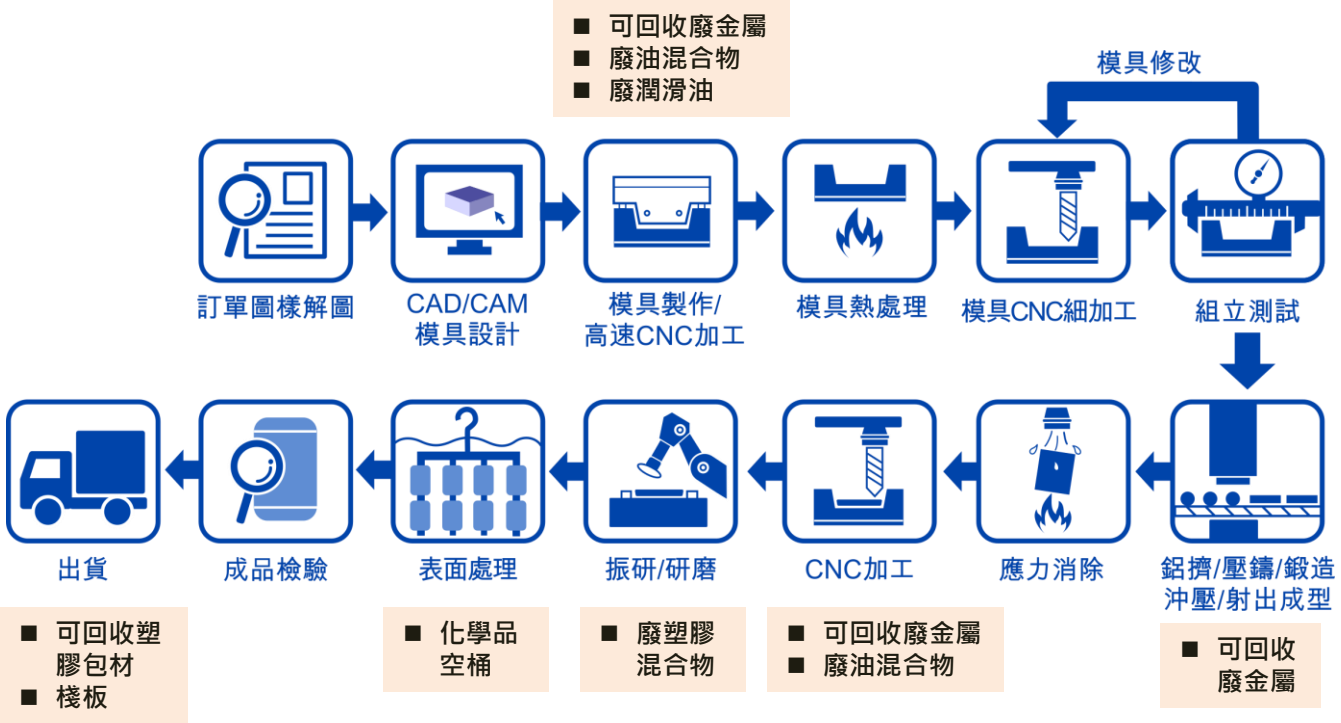 ■ 可回收廢金屬
■ 廢油混合物
■ 廢潤滑油
模具修改
訂單圖樣解圖
CAD/CAM
模具設計
模具製作/
高速CNC加工
模具熱處理
模具CNC細加工
組立測試
出貨
成品檢驗
表面處理
振研/研磨
CNC加工
應力消除
鋁擠/壓鑄/鍛造
沖壓/射出成型
■ 可回收塑
膠包材
■ 棧板
■ 化學品
空桶
■ 廢塑膠
混合物
■ 可回收廢金屬
■ 廢油混合物
■ 可回收
廢金屬